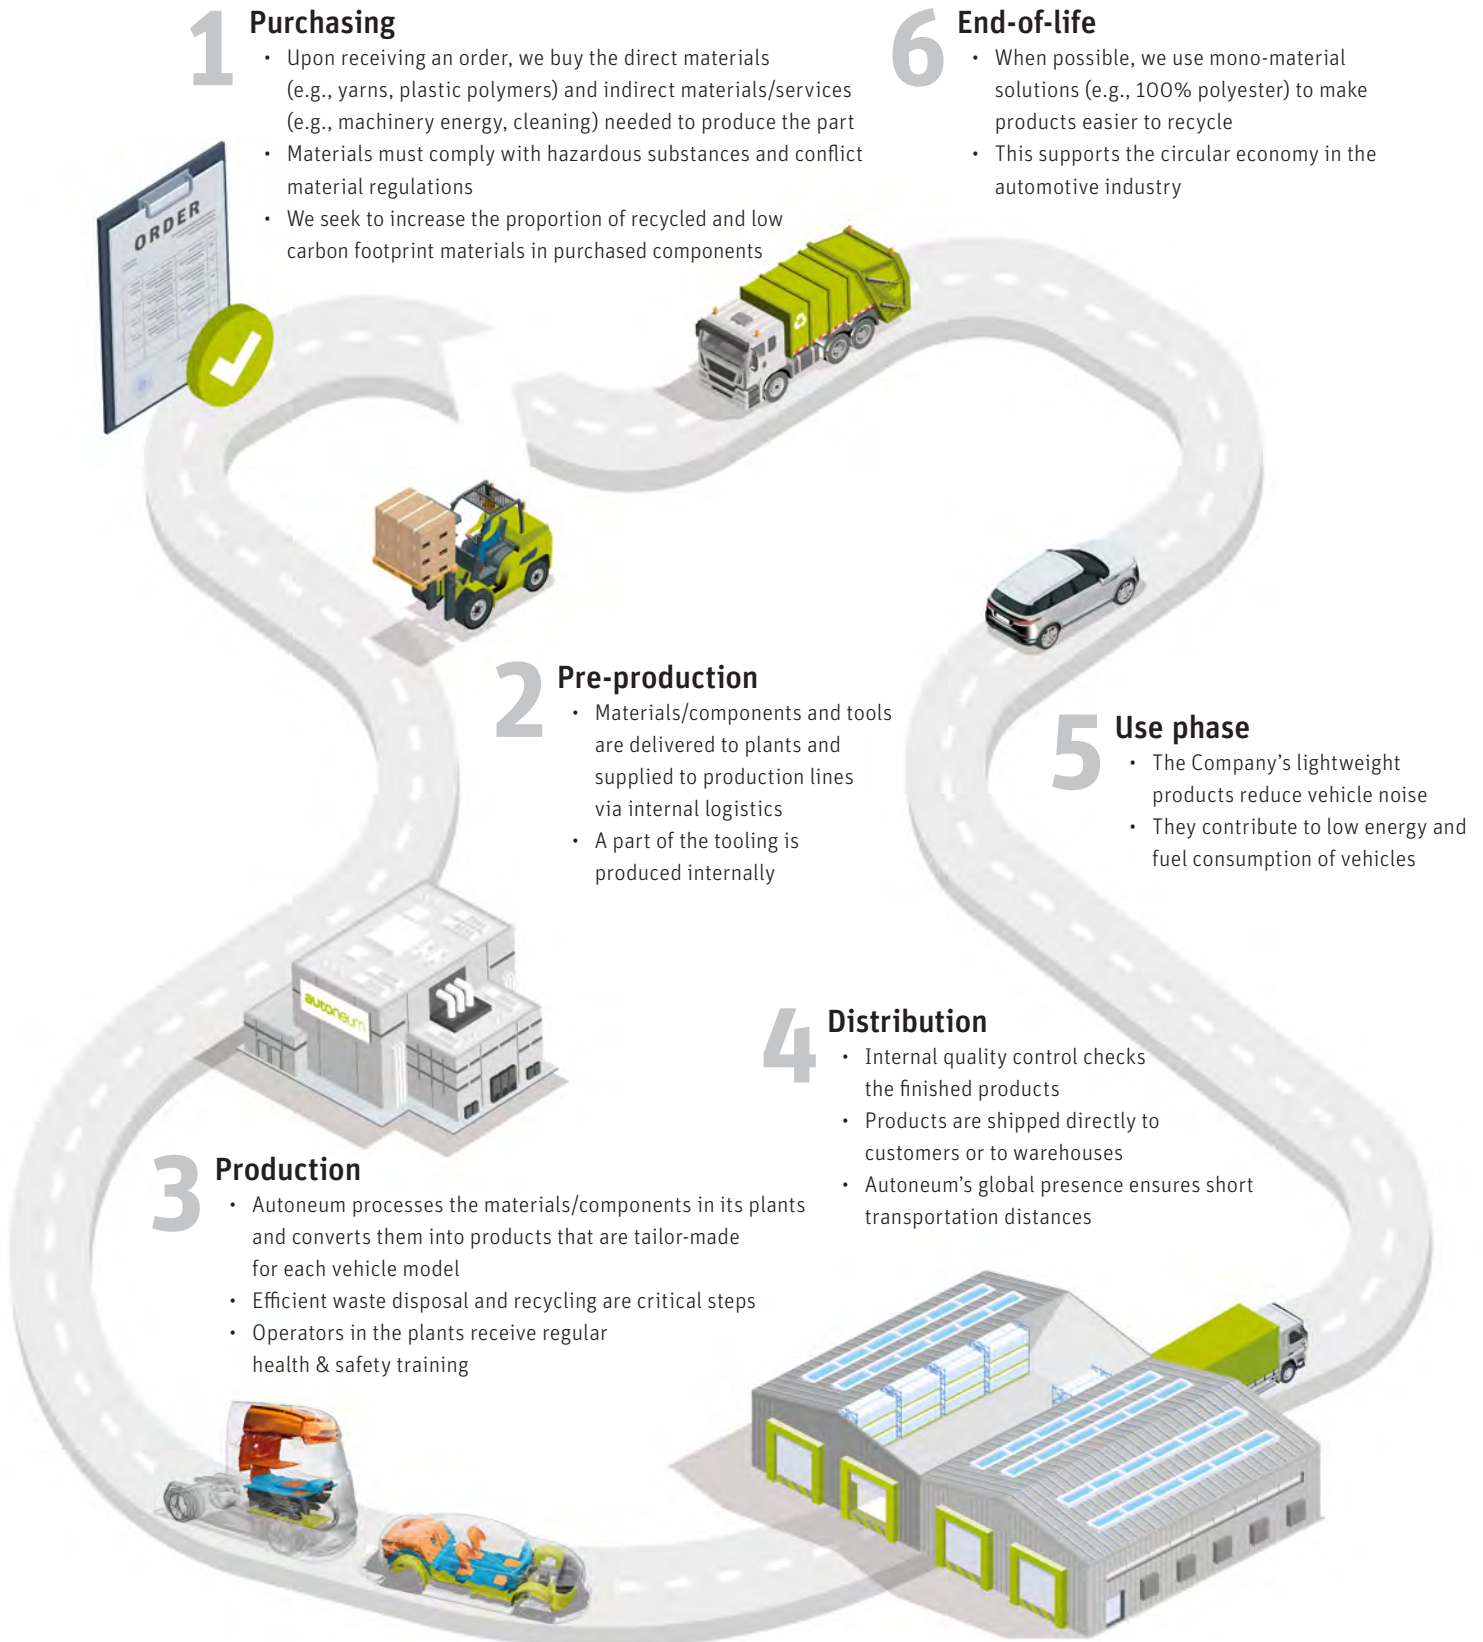 1
Purchasing
• Upon receiving an order, we buy the direct materials
(e.g., yarns, plastic polymers) and indirect materials/services
(e.g., machinery energy, cleaning) needed to produce the part
• Materials must comply with hazardous substances and conflict
material regulations
• We seek to increase the proportion of recycled and low
carbon footprint materials in purchased components
ORDER
6
End-of-life
• When possible, we use mono-material
solutions (e.g., 100% polyester) to make
products easier to recycle
• This supports the circular economy in the
automotive industry
2
Pre-production
• Materials/components and tools
are delivered to plants and
supplied to production lines
via internal logistics
• A part of the tooling is
produced internally
5
Use phase
• The Company’s lightweight
products reduce vehicle noise
• They contribute to low energy and
fuel consumption of vehicles
autoneum
4
Distribution
• Internal quality control checks
the finished products
• Products are shipped directly to
customers or to warehouses
• Autoneum’s global presence ensures short
transportation distances
3
Production
• Autoneum processes the materials/components in its plants
and converts them into products that are tailor-made
for each vehicle model
• Efficient waste disposal and recycling are critical steps
• Operators in the plants receive regular
health & safety training